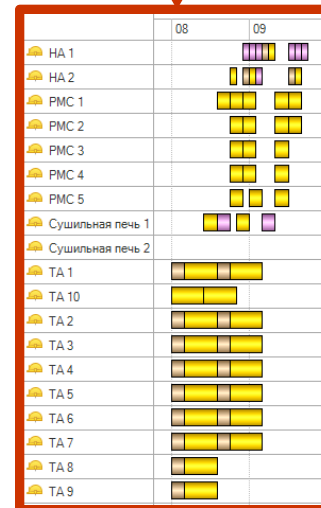 08 09
НА 1
НА 2
РМС 1
РМС 2
РМС 3
РМС 4
РМС 5
Сушильная печь 1
Сушильная печь 2
ТА 1
ТА 10
ТА 2
ТА 3
ТА 4
ТА 5
ТА 6
ТА 7
ТА 8
ТА 9